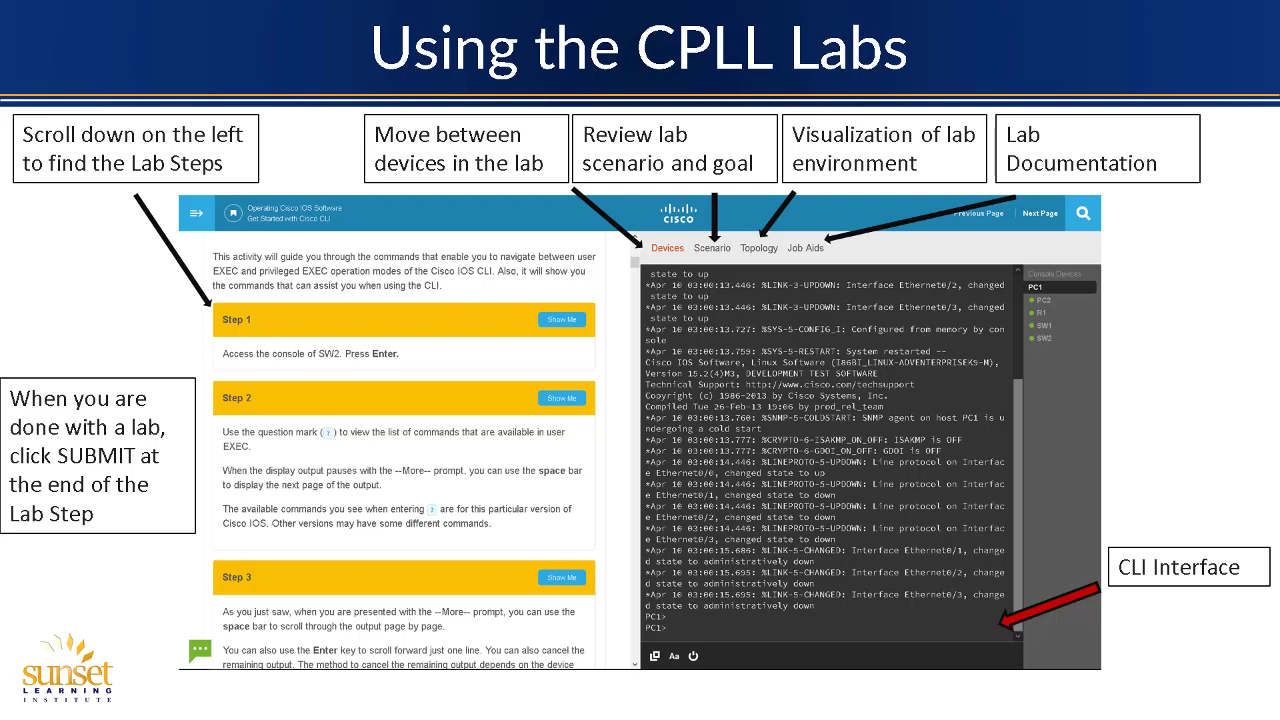 Using the CPLL Labs
Scroll down on the left
to find the Lab Steps
Move between
devices in the lab
Review lab
scenario and goal
Visualization of lab
environment
Lab
Documentation
Operating Cisco IOS Software
Get Started with Cisco CLI
CISCO
Previous Page
Next Page
Devices
Scenario
Topology
Job Aids
This activity will guide you through the commands that enable you to navigate between user
EXEC and privileged EXEC operation modes of the Cisco IOS CLI. Also, it will show you
the commands that can assist you when using the CLI.
Step 1
Show Me
Access the console of SW2. Press Enter.
Step 2
Show Me
Use the question mark ( ? ) to view the list of commands that are available in user
EXEC.
When the display output pauses with the --More-- prompt, you can use the space bar
to display the next page of the output.
The available commands you see when entering ? are for this particular version of
Cisco IOS. Other versions may have some different commands.
Step 3
Show Me
As you just saw, when you are presented with the --More-- prompt, you can use the
space bar to scroll through the output page by page.
You can also use the Enter key to scroll forward just one line. You can also cancel the
remaining output. The method to cancel the remaining output depends on the device
state to up
*Apr 10 03:00:13.446: %LINK-3-UPDOWN: Interface Ethernet0/2, changed
state to up
*Apr 10 03:00:13.446: %LINK-3-UPDOWN: Interface Ethernet0/3, changed
state to up
*Apr 10 03:00:13.727: %SYS-5-CONFIG_I: Configured from memory by con
sole
*Apr 10 03:00:13.759: %SYS-5-RESTART: System restarted --
Cisco IOS Software, Linux Software (I86BI_LINUX-ADVENTERPRISEK9-M),
Version 15.2(4)M3, DEVELOPMENT TEST SOFTWARE
Technical Support: http://www.cisco.com/techsupport
Copyright (c) 1986-2013 by Cisco Systems, Inc.
Compiled Tue 26-Feb-13 19:06 by prod_rel_team
*Apr 10 03:00:13.760: %SNMP-5-COLDSTART: SNMP agent on host PC1 is u
ndergoing a cold start
*Apr 10 03:00:13.777: %CRYPTO-6-ISAKMP_ON_OFF: ISAKMP is OFF
*Apr 10 03:00:13.777: %CRYPTO-6-GDOI_ON_OFF: GDOI is OFF
*Apr 10 03:00:14.446: %LINEPROTO-5-UPDOWN: Line protocol on Interfac
e Ethernet0/0, changed state to up
*Apr 10 03:00:14.446: %LINEPROTO-5-UPDOWN: Line protocol on Interfac
e Ethernet0/1, changed state to down
*Apr 10 03:00:14.446: %LINEPROTO-5-UPDOWN: Line protocol on Interfac
e Ethernet0/2, changed state to down
*Apr 10 03:00:14.446: %LINEPROTO-5-UPDOWN: Line protocol on Interfac
e Ethernet0/3, changed state to down
*Apr 10 03:00:15.686: %LINK-5-CHANGED: Interface Ethernet0/1, change
d state to administratively down
*Apr 10 03:00:15.695: %LINK-5-CHANGED: Interface Ethernet0/2, change
d state to administratively down
*Apr 10 03:00:15.695: %LINK-5-CHANGED: Interface Ethernet0/3, change
d state to administratively down
PC1>
PC1>
Aa
Console Devices
PC1
PC2
R1
SW1
SW2
When you are
done with a lab,
click SUBMIT at
the end of the
Lab Step
CLI Interface
sunset
LEARNING
INSTITUTE